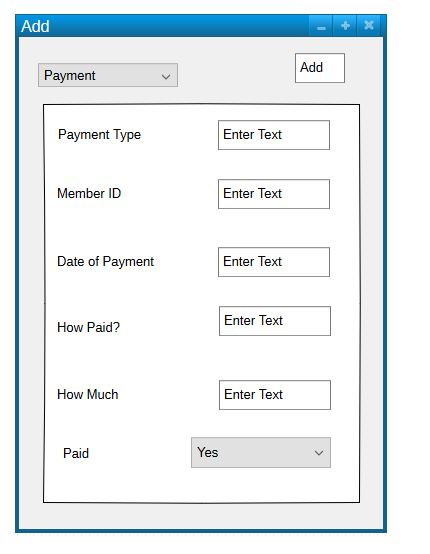 Add
Payment Add
Payment Type Enter Text
Member ID Enter Text
Date of Payment Enter Text
How Paid? Enter Text
How Much Enter Text
Paid Yes